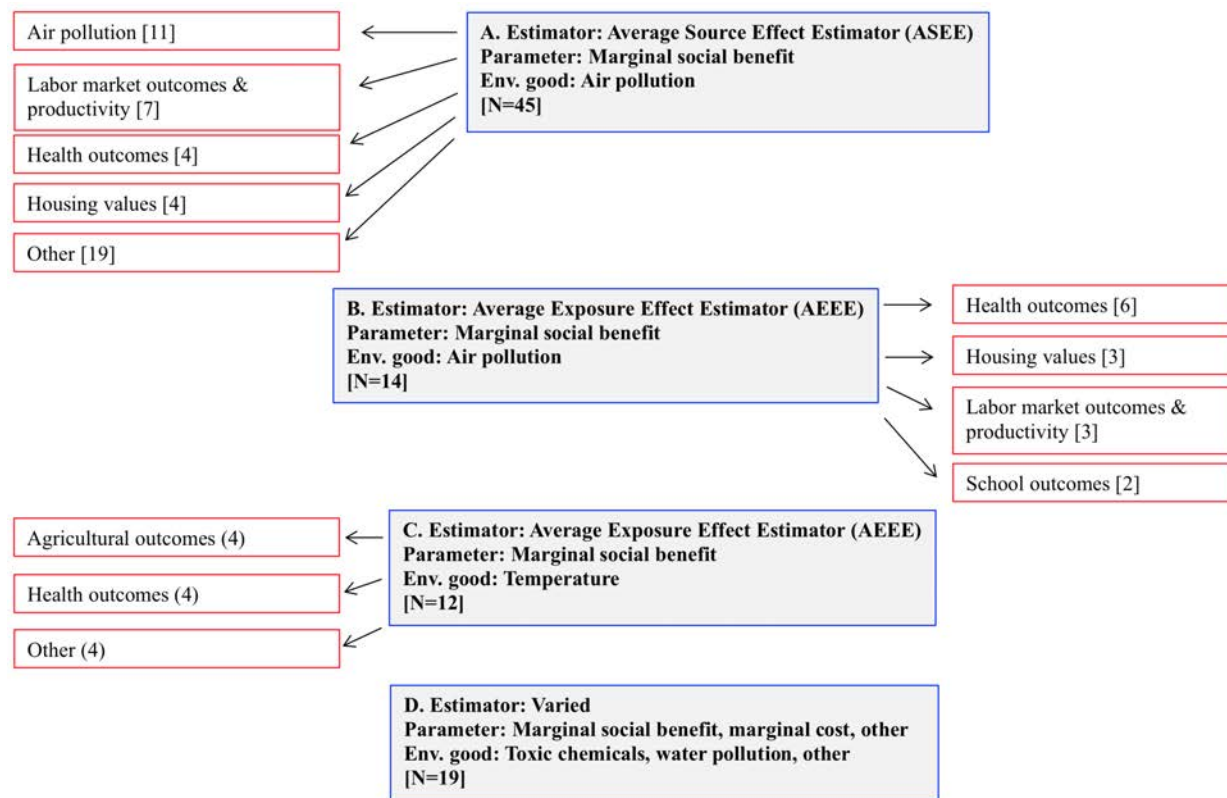 A. Estimator: Average Source Effect Estimator (ASEE)
Parameter: Marginal social benefit
Env. good: Air pollution
[N=45]
Air pollution [11]
Labor market outcomes &
productivity [7]
Health outcomes [4]
Housing values [4]
Other [19]
B. Estimator: Average Exposure Effect Estimator (AEEE)
Parameter: Marginal social benefit
Env. good: Air pollution
[N=14]
Health outcomes [6]
Housing values [3]
Labor market outcomes &
productivity [3]
School outcomes [2]
C. Estimator: Average Exposure Effect Estimator (AEEE)
Parameter: Marginal social benefit
Env. good: Temperature
[N=12]
Agricultural outcomes (4)
Health outcomes (4)
Other (4)
D. Estimator: Varied
Parameter: Marginal social benefit, marginal cost, other
Env. good: Toxic chemicals, water pollution, other
[N=19]